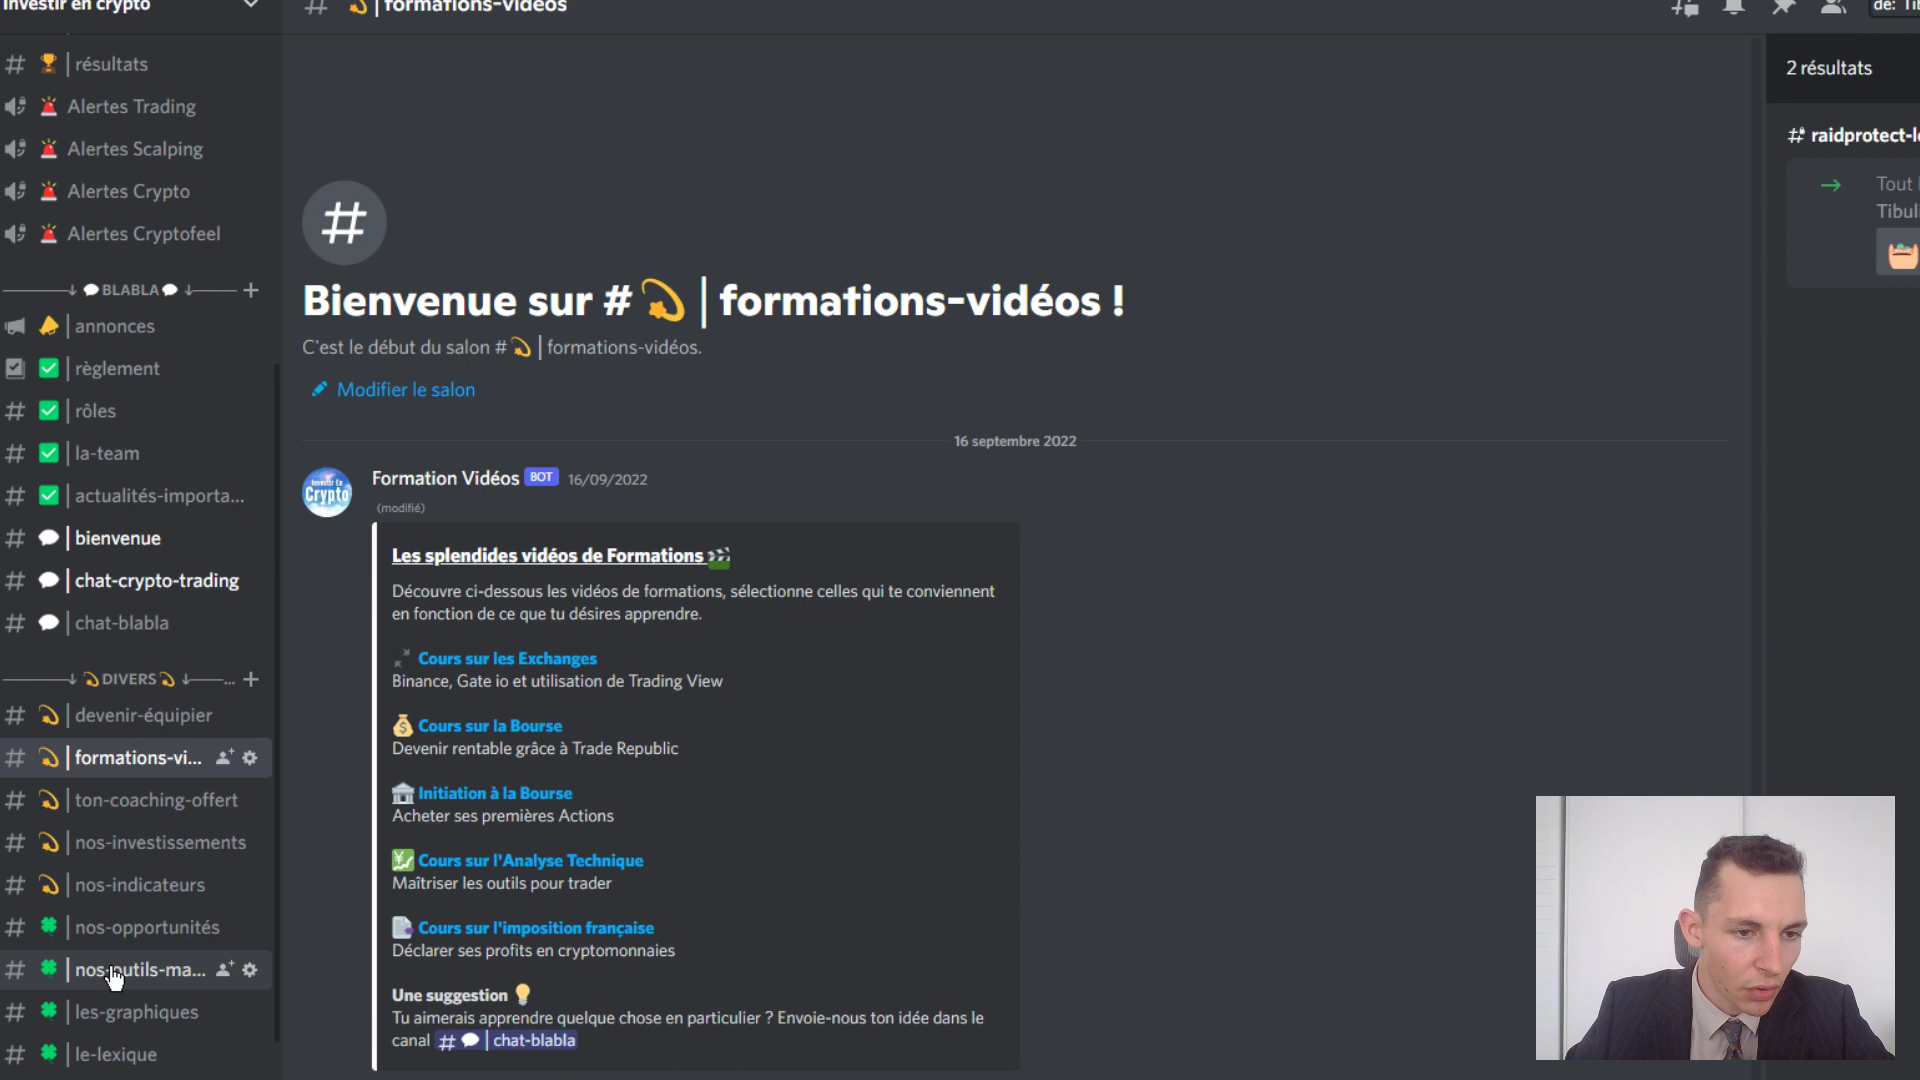 Investir en crypto
# | résultats
Alertes Trading
Alertes Scalping
Alertes Crypto
Alertes Cryptofeel
↓ BLABLA ↓ +
| annonces
| règlement
# | rôles
# | la-team
# | actualités-importa...
# | bienvenue
# | chat-crypto-trading
# | chat-blabla
↓ DIVERS ↓ ... +
# | devenir-équipier
# | formations-vi...
# | ton-coaching-offert
# | nos-investissements
# | nos-indicateurs
# | nos-opportunités
# | nos-outils-ma...
# | les-graphiques
# | le-lexique
# | formations-vidéos
#
Bienvenue sur # | formations-vidéos !
C'est le début du salon # | formations-vidéos.
Modifier le salon
16 septembre 2022
Investir En
Crypto
Formation Vidéos BOT 16/09/2022
(modifié)
Les splendides vidéos de Formations
Découvre ci-dessous les vidéos de formations, sélectionne celles qui te conviennent
en fonction de ce que tu désires apprendre.
Cours sur les Exchanges
Binance, Gate io et utilisation de Trading View
Cours sur la Bourse
Devenir rentable grâce à Trade Republic
Initiation à la Bourse
Acheter ses premières Actions
Cours sur l'Analyse Technique
Maîtriser les outils pour trader
Cours sur l'imposition française
Déclarer ses profits en cryptomonnaies
Une suggestion
Tu aimerais apprendre quelque chose en particulier ? Envoie-nous ton idée dans le
canal # | chat-blabla
de: Ti
2 résultats
# raidprotect-l
Tout
Tibul